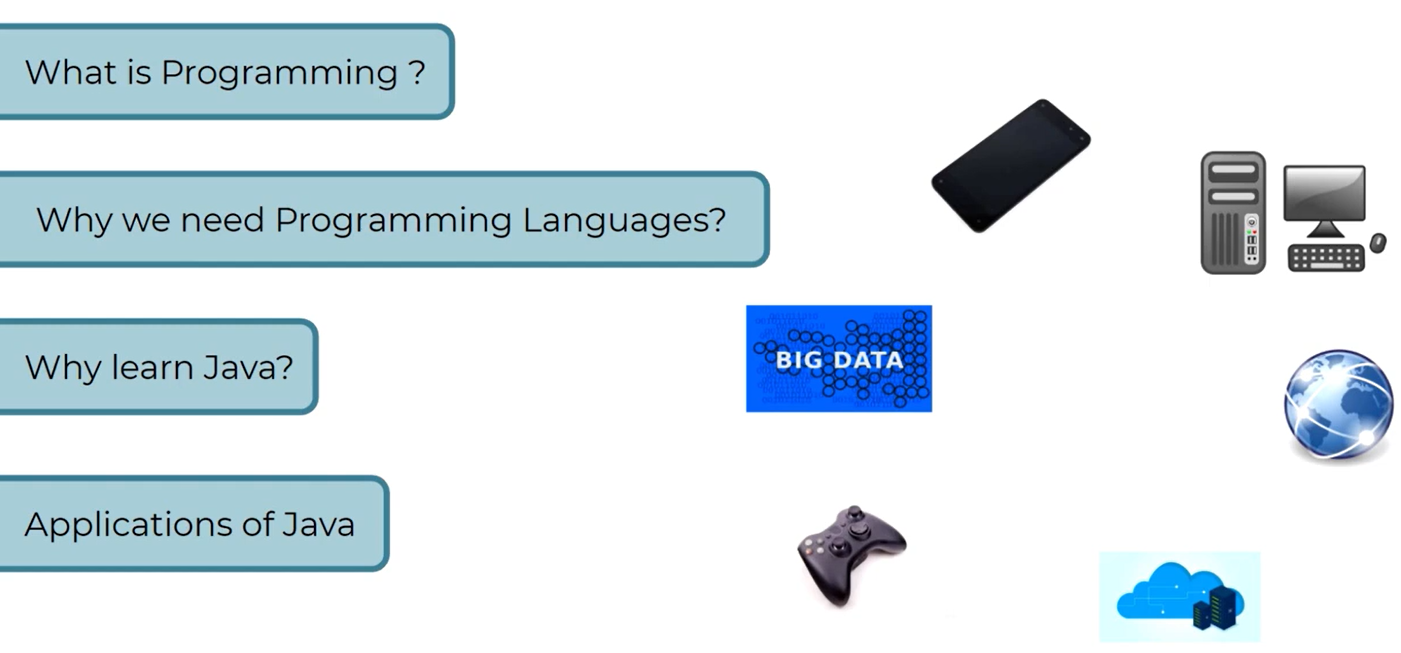 What is Programming ?
Why we need Programming Languages?
Why learn Java?
BIG DATA
Applications of Java